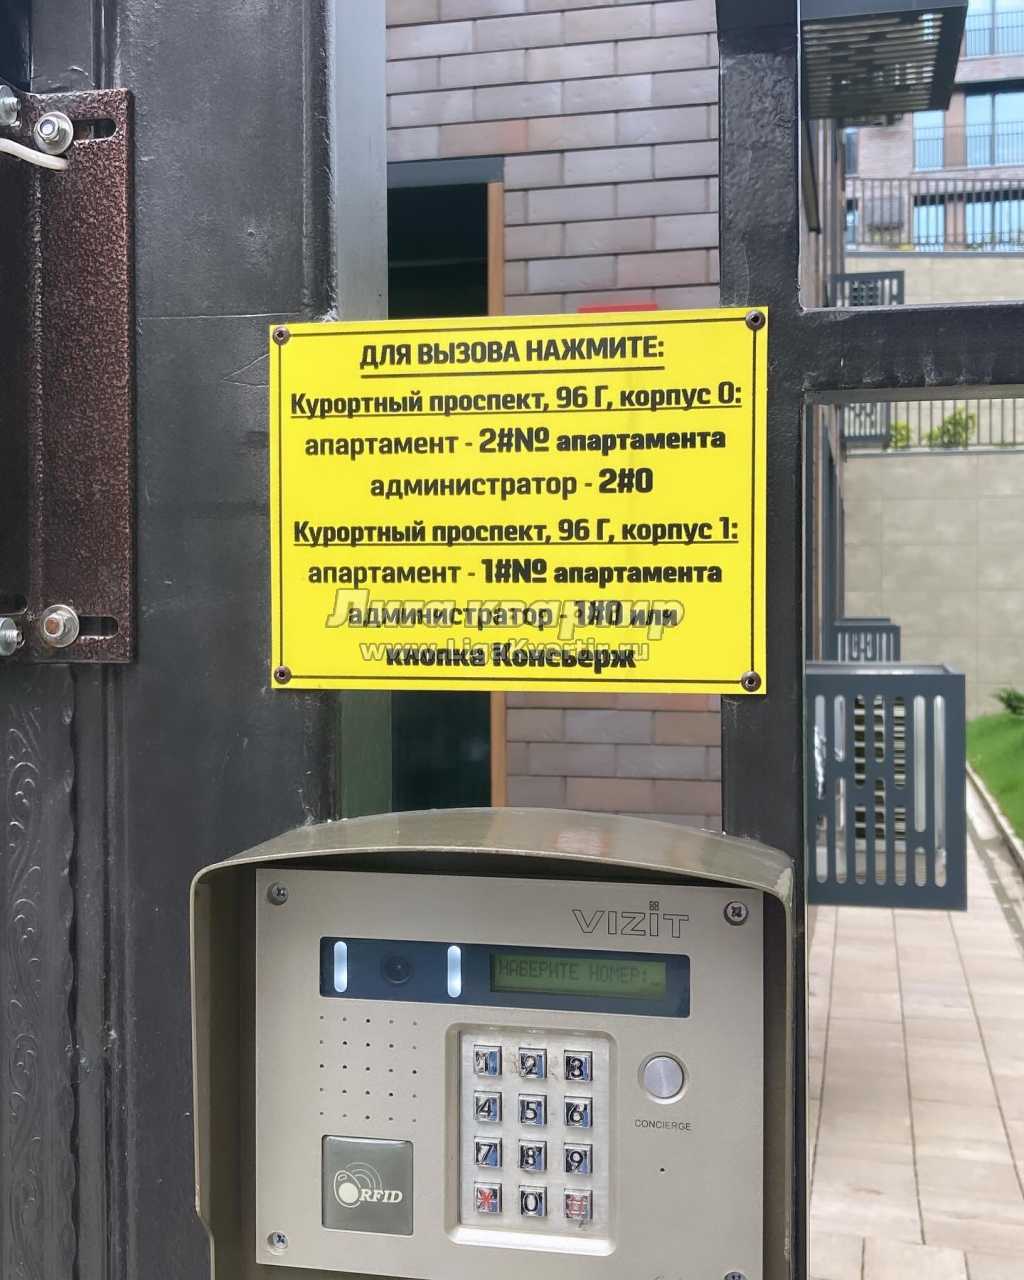 ДЛЯ ВЫЗОВА НАЖМИТЕ:
Курортный проспект, 96 Г, корпус 0:
апартамент - 2#№ апартамента
администратор - 2#0
Курортный проспект, 96 Г, корпус 1:
апартамент - 1#№ апартамента
администратор - 1#0 или
Лига квартир
кнопка Консьерж
www.LigaKvartir.ru
VIZIT
НАБЕРИТЕ НОМЕР:_
1 2 3
4 5 6
CONCIERGE
7 8 9
RFID
* 0 #